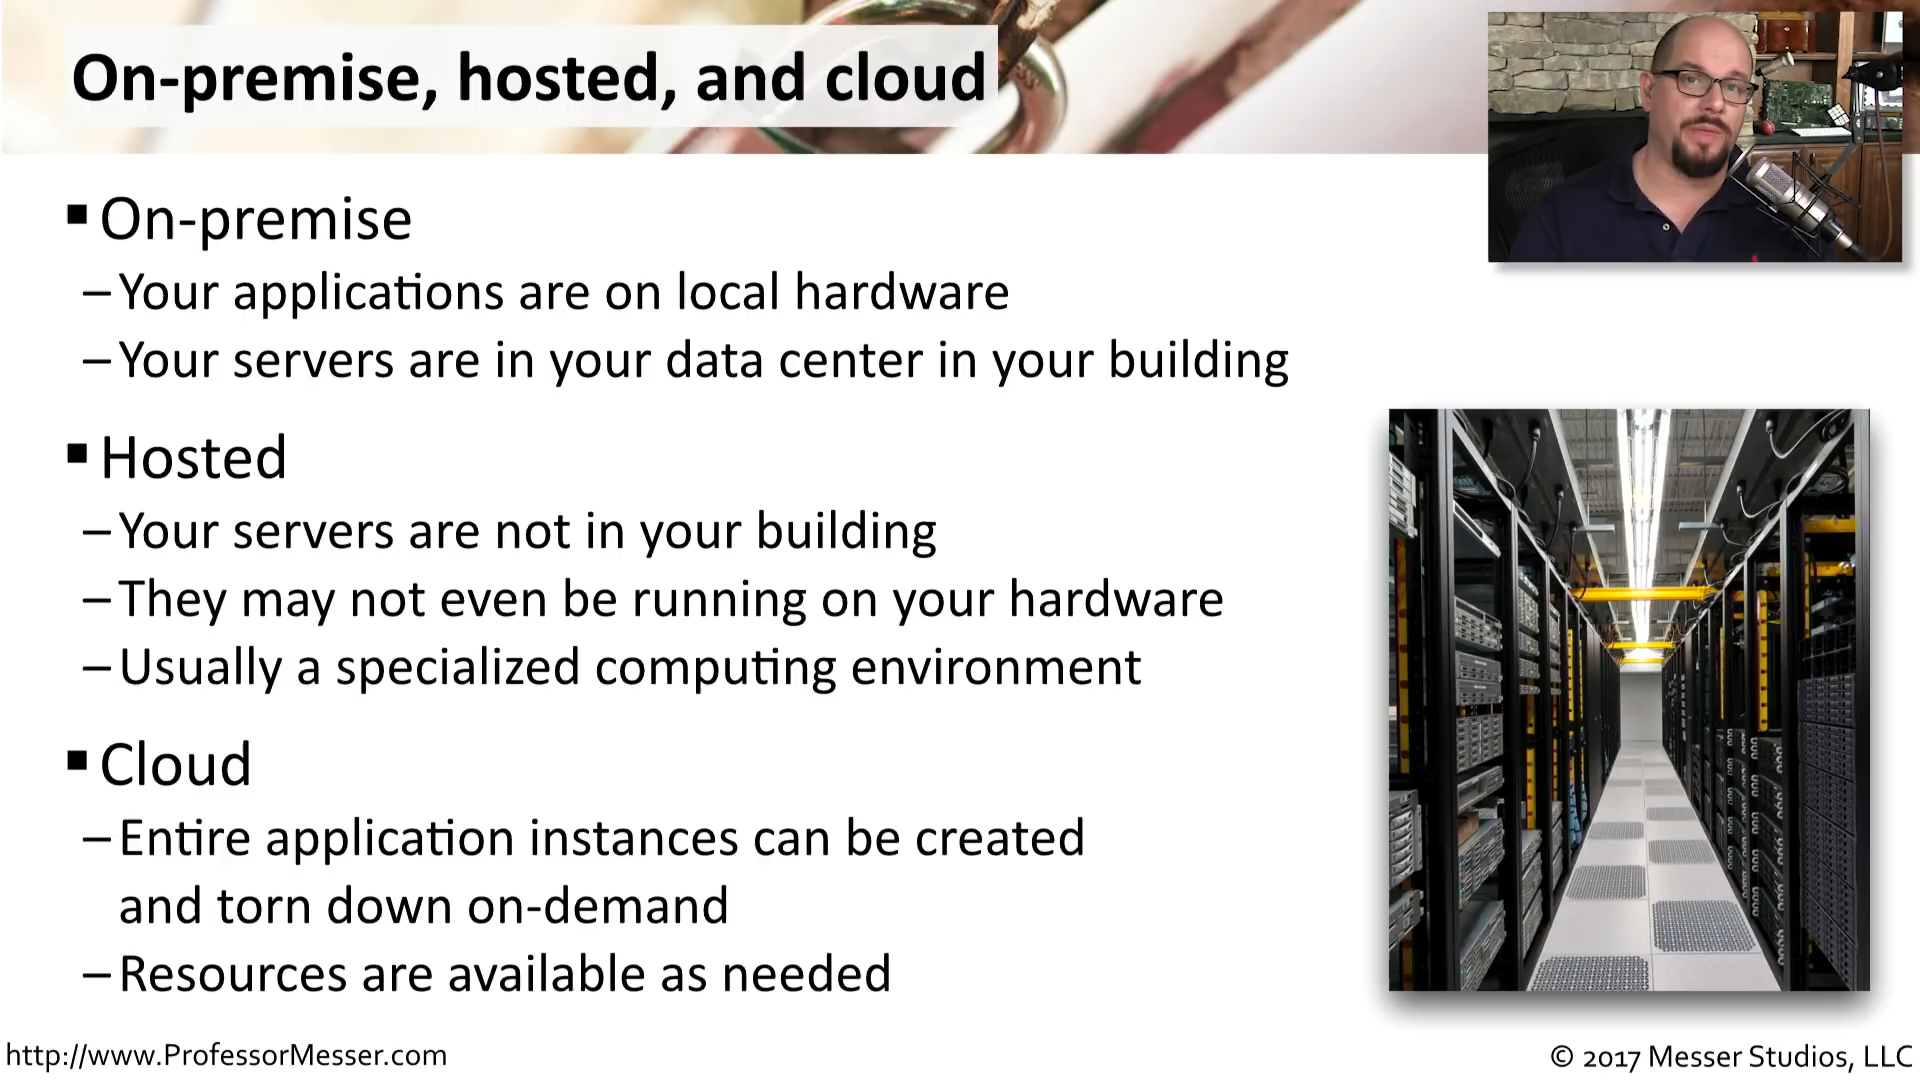 On-premise, hosted, and cloud
▪ On-premise
– Your applications are on local hardware
– Your servers are in your data center in your building
▪ Hosted
– Your servers are not in your building
– They may not even be running on your hardware
– Usually a specialized computing environment
▪ Cloud
– Entire application instances can be created
and torn down on-demand
– Resources are available as needed
http://www.ProfessorMesser.com
© 2017 Messer Studios, LLC